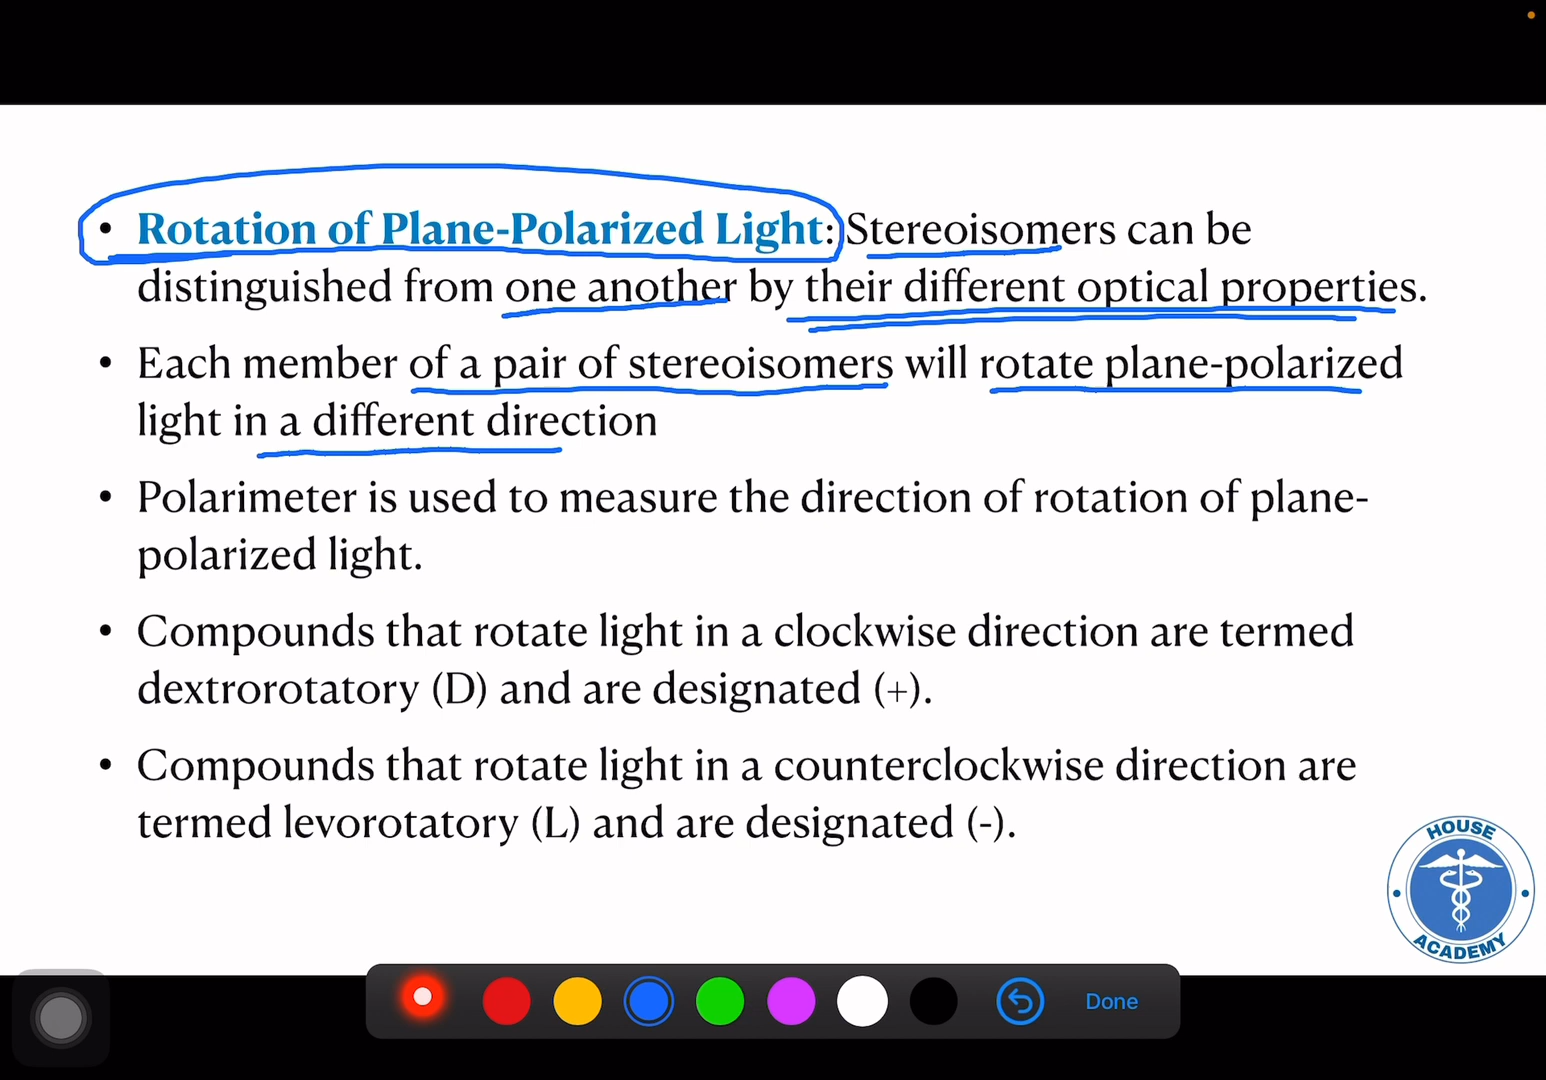 • Rotation of Plane-Polarized Light: Stereoisomers can be
distinguished from one another by their different optical properties.
• Each member of a pair of stereoisomers will rotate plane-polarized
light in a different direction
• Polarimeter is used to measure the direction of rotation of plane-
polarized light.
• Compounds that rotate light in a clockwise direction are termed
dextrorotatory (D) and are designated (+).
• Compounds that rotate light in a counterclockwise direction are
termed levorotatory (L) and are designated (-).
HOUSE
ACADEMY
Done